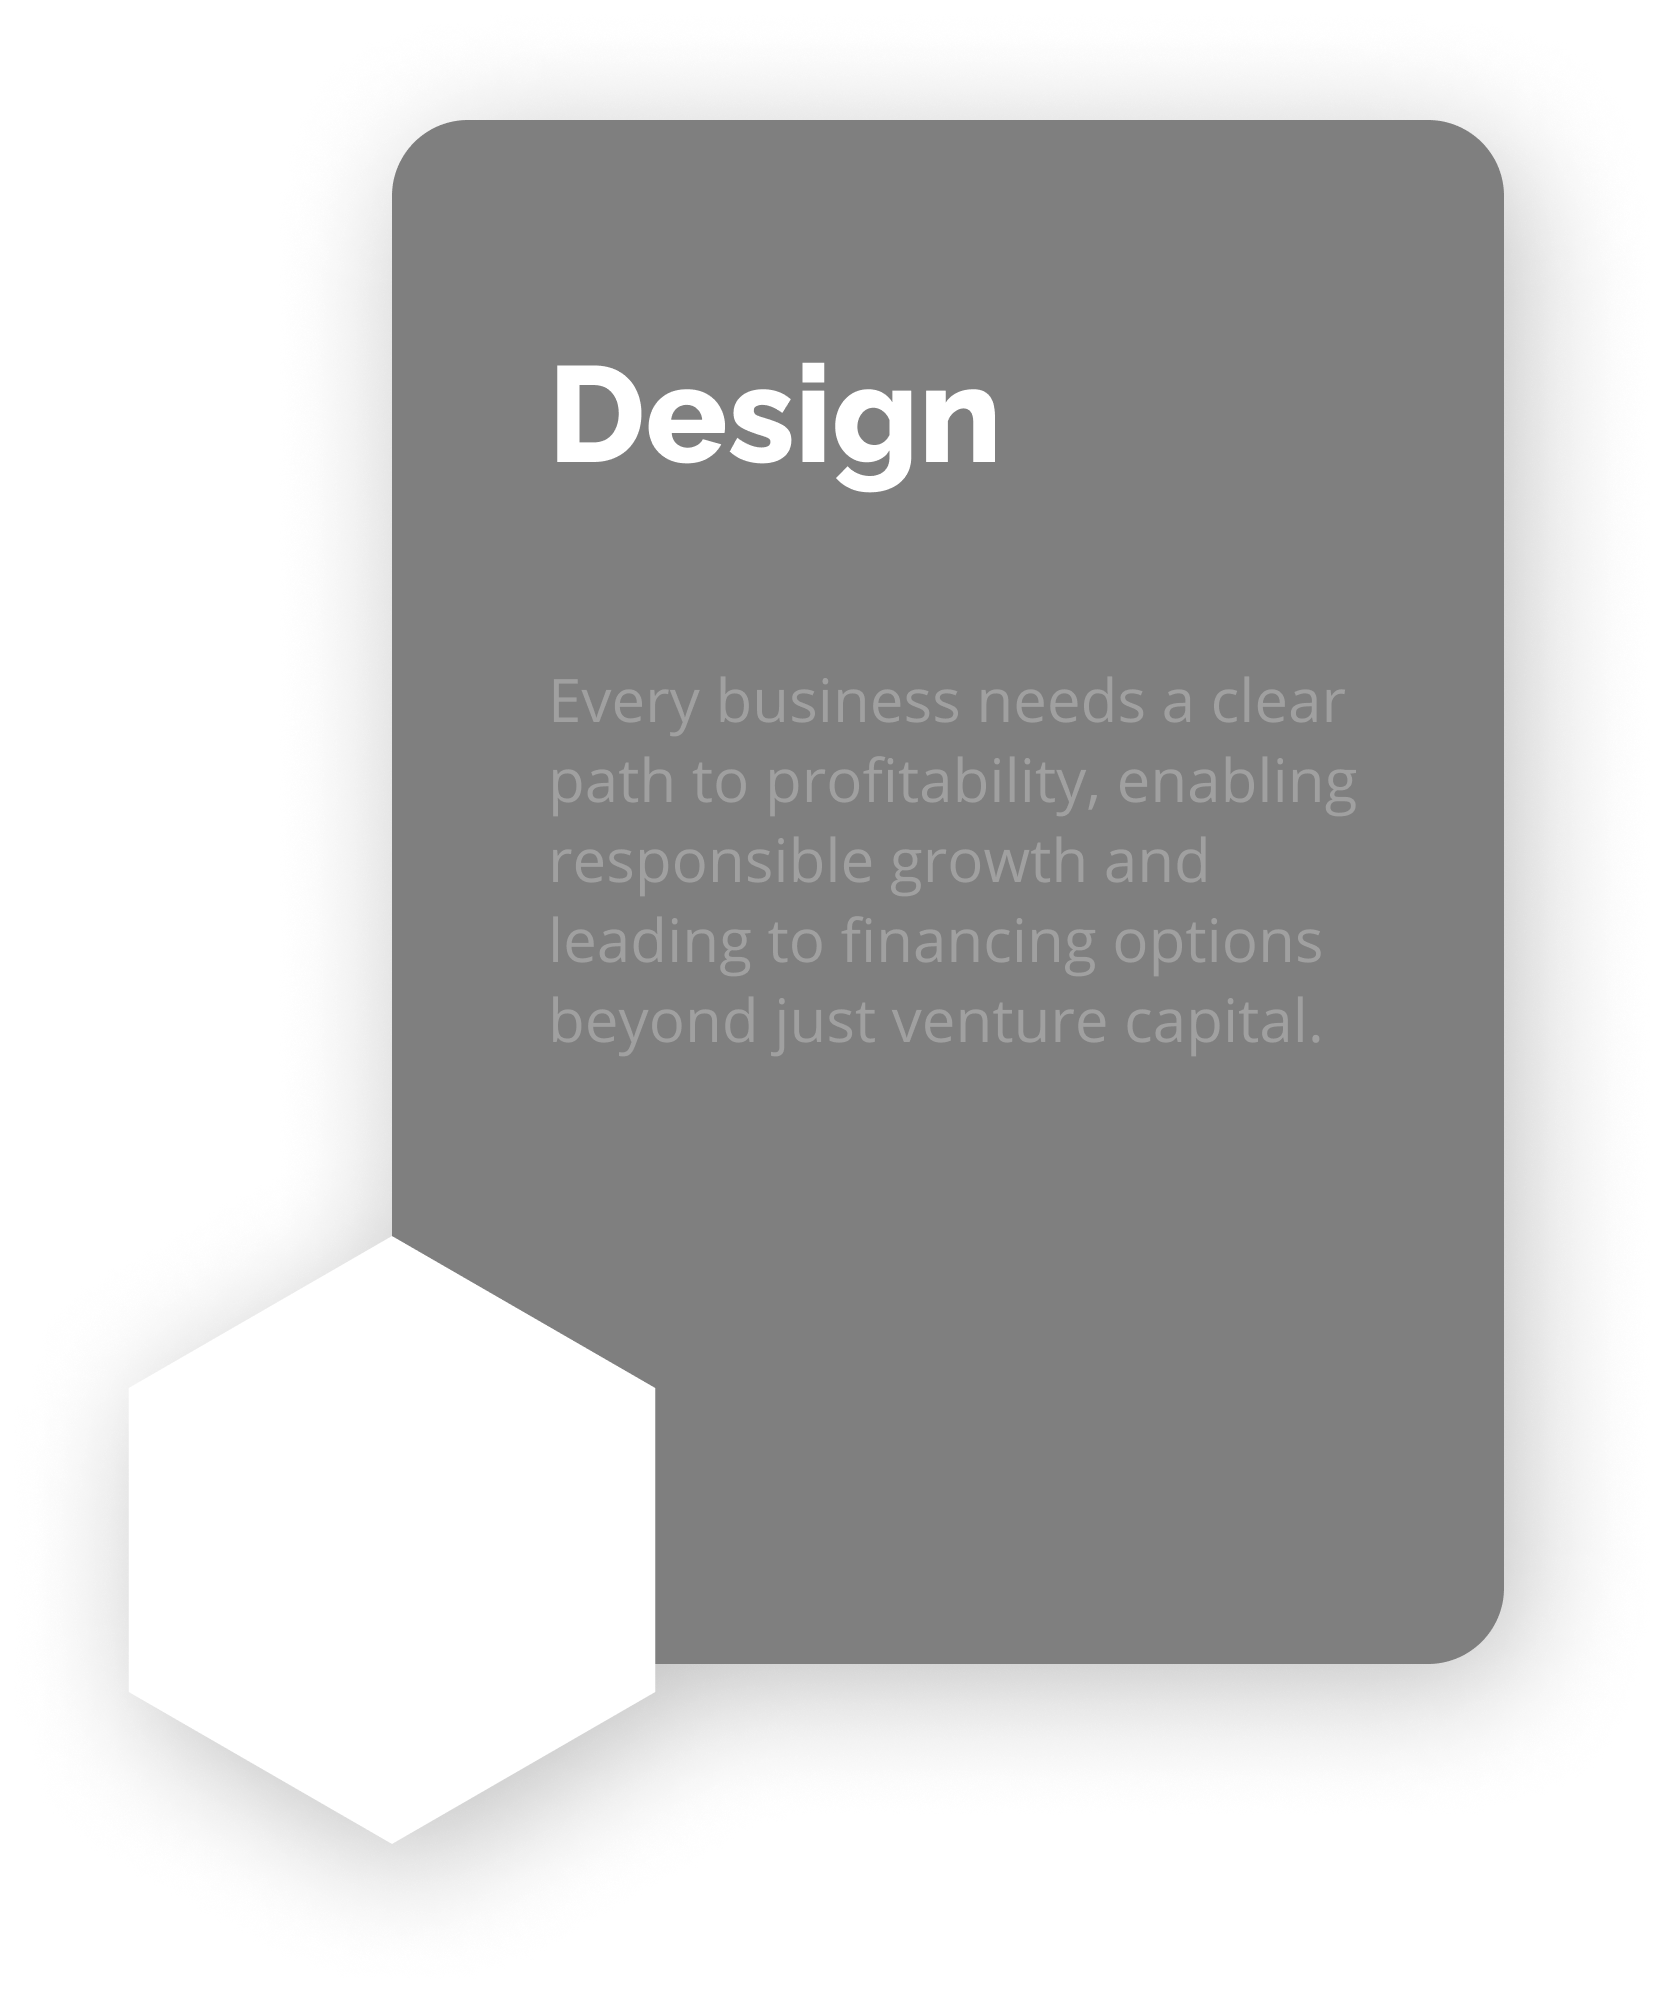 Design
Every business needs a clear
path to profitability, enabling
responsible growth and
leading to financing options
beyond just venture capital.